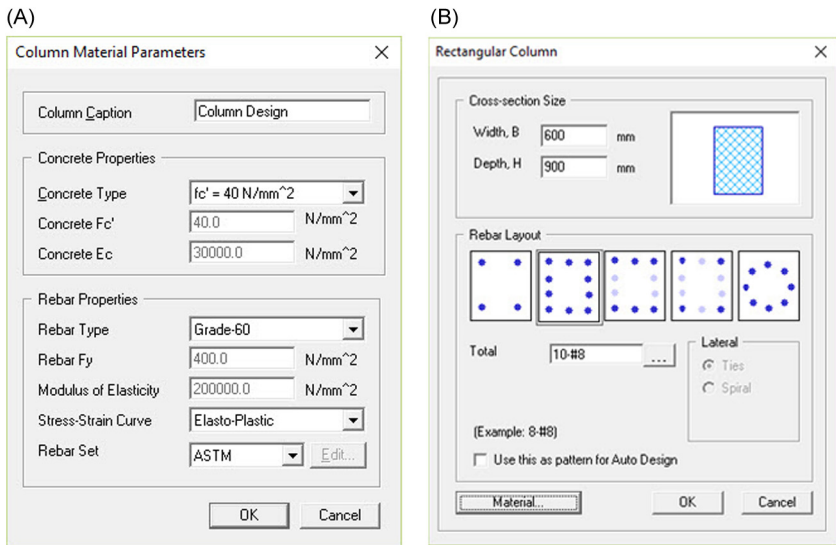 (A)
Column Material Parameters
Column Caption Column Design
Concrete Properties
Concrete Type fc' = 40 N/mm^2
Concrete Fc' 40.0 N/mm^2
Concrete Ec 30000.0 N/mm^2
Rebar Properties
Rebar Type Grade-60
Rebar Fy 400.0 N/mm^2
Modulus of Elasticity 200000.0 N/mm^2
Stress-Strain Curve Elasto-Plastic
Rebar Set ASTM Edit...
OK Cancel
(B)
Rectangular Column
Cross-section Size
Width, B 600 mm
Depth, H 900 mm
Rebar Layout
Total 10-#8 ...
Lateral
Ties
Spiral
(Example: 8-#8)
Use this as pattern for Auto Design
Material... OK Cancel